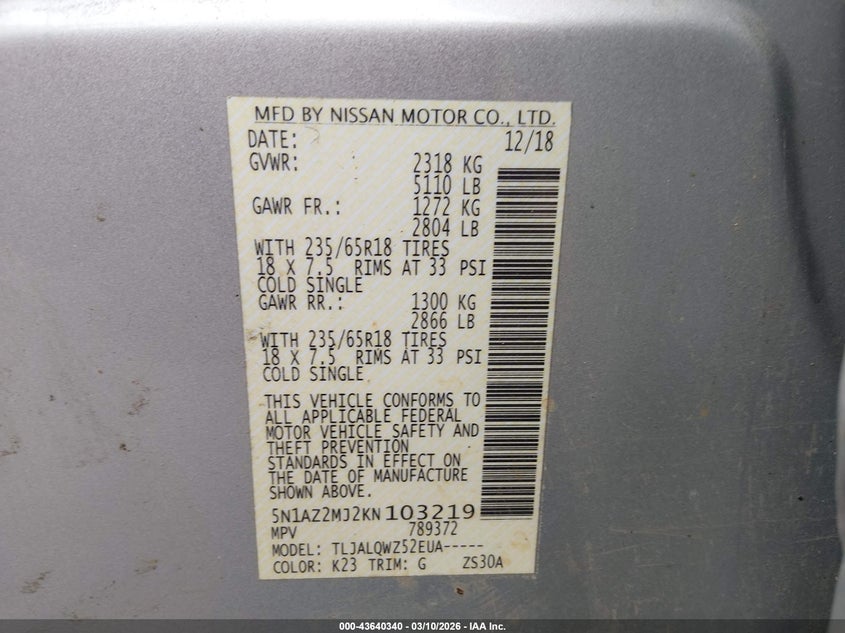 MFD BY NISSAN MOTOR CO., LTD.
DATE: 12/18
GVWR: 2318 KG
5110 LB
GAWR FR.: 1272 KG
2804 LB
WITH 235/65R18 TIRES
18 X 7.5 RIMS AT 33 PSI
COLD SINGLE
GAWR RR.: 1300 KG
2866 LB
WITH 235/65R18 TIRES
18 X 7.5 RIMS AT 33 PSI
COLD SINGLE
THIS VEHICLE CONFORMS TO
ALL APPLICABLE FEDERAL
MOTOR VEHICLE SAFETY AND
THEFT PREVENTION
STANDARDS IN EFFECT ON
THE DATE OF MANUFACTURE
SHOWN ABOVE.
5N1AZ2MJ2KN103219
MPV 789372
MODEL: TLJALQWZ52EUA-----
COLOR: K23 TRIM: G ZS30A
000-43640340 - 03/10/2026 - IAA Inc.